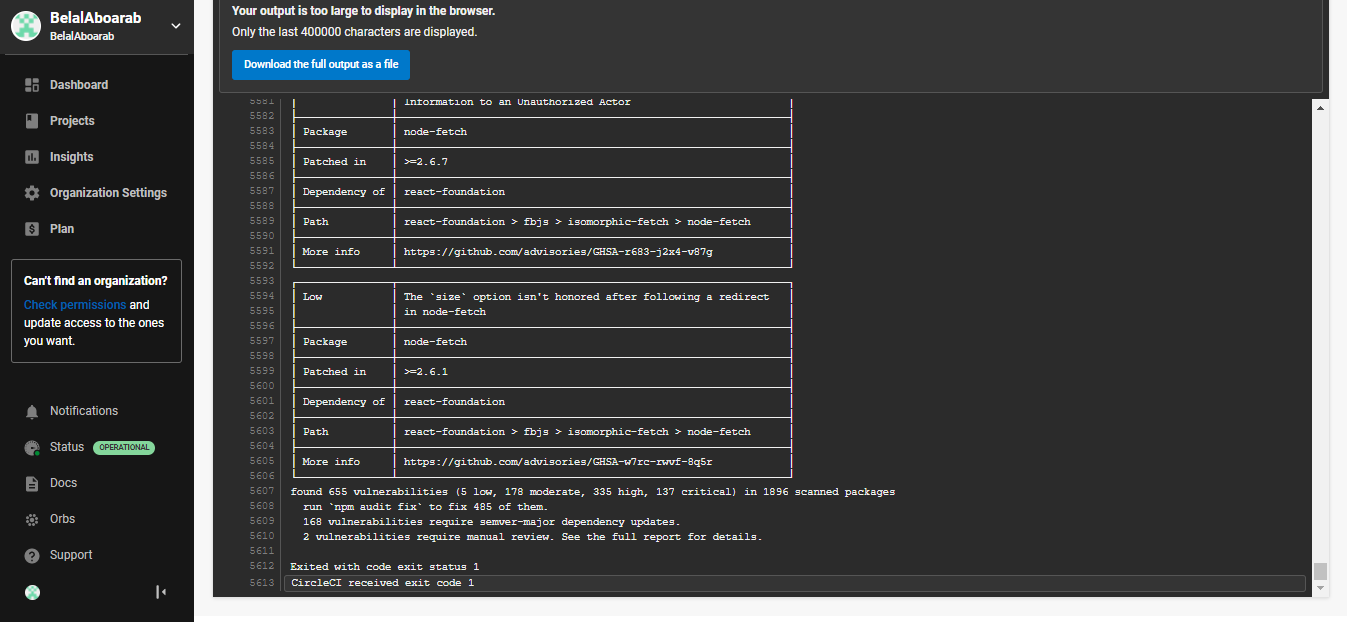 BelalAboarab
BelalAboarab
Dashboard
Projects
Insights
Organization Settings
Plan
Can't find an organization?
Check permissions and
update access to the ones
you want.
Notifications
Status OPERATIONAL
Docs
Orbs
Support
Your output is too large to display in the browser.
Only the last 400000 characters are displayed.
Download the full output as a file
5581 Information to an Unauthorized Actor
5582
5583 Package node-fetch
5584
5585 Patched in >=2.6.7
5586
5587 Dependency of react-foundation
5588
5589 Path react-foundation > fbjs > isomorphic-fetch > node-fetch
5590
5591 More info https://github.com/advisories/GHSA-r683-j2x4-v87g
5592
5593
5594 Low The `size` option isn't honored after following a redirect
5595 in node-fetch
5596
5597 Package node-fetch
5598
5599 Patched in >=2.6.1
5600
5601 Dependency of react-foundation
5602
5603 Path react-foundation > fbjs > isomorphic-fetch > node-fetch
5604
5605 More info https://github.com/advisories/GHSA-w7rc-rwvf-8q5r
5606
5607 found 655 vulnerabilities (5 low, 178 moderate, 335 high, 137 critical) in 1896 scanned packages
5608 run `npm audit fix` to fix 485 of them.
5609 168 vulnerabilities require semver-major dependency updates.
5610 2 vulnerabilities require manual review. See the full report for details.
5611
5612 Exited with code exit status 1
5613 CircleCI received exit code 1